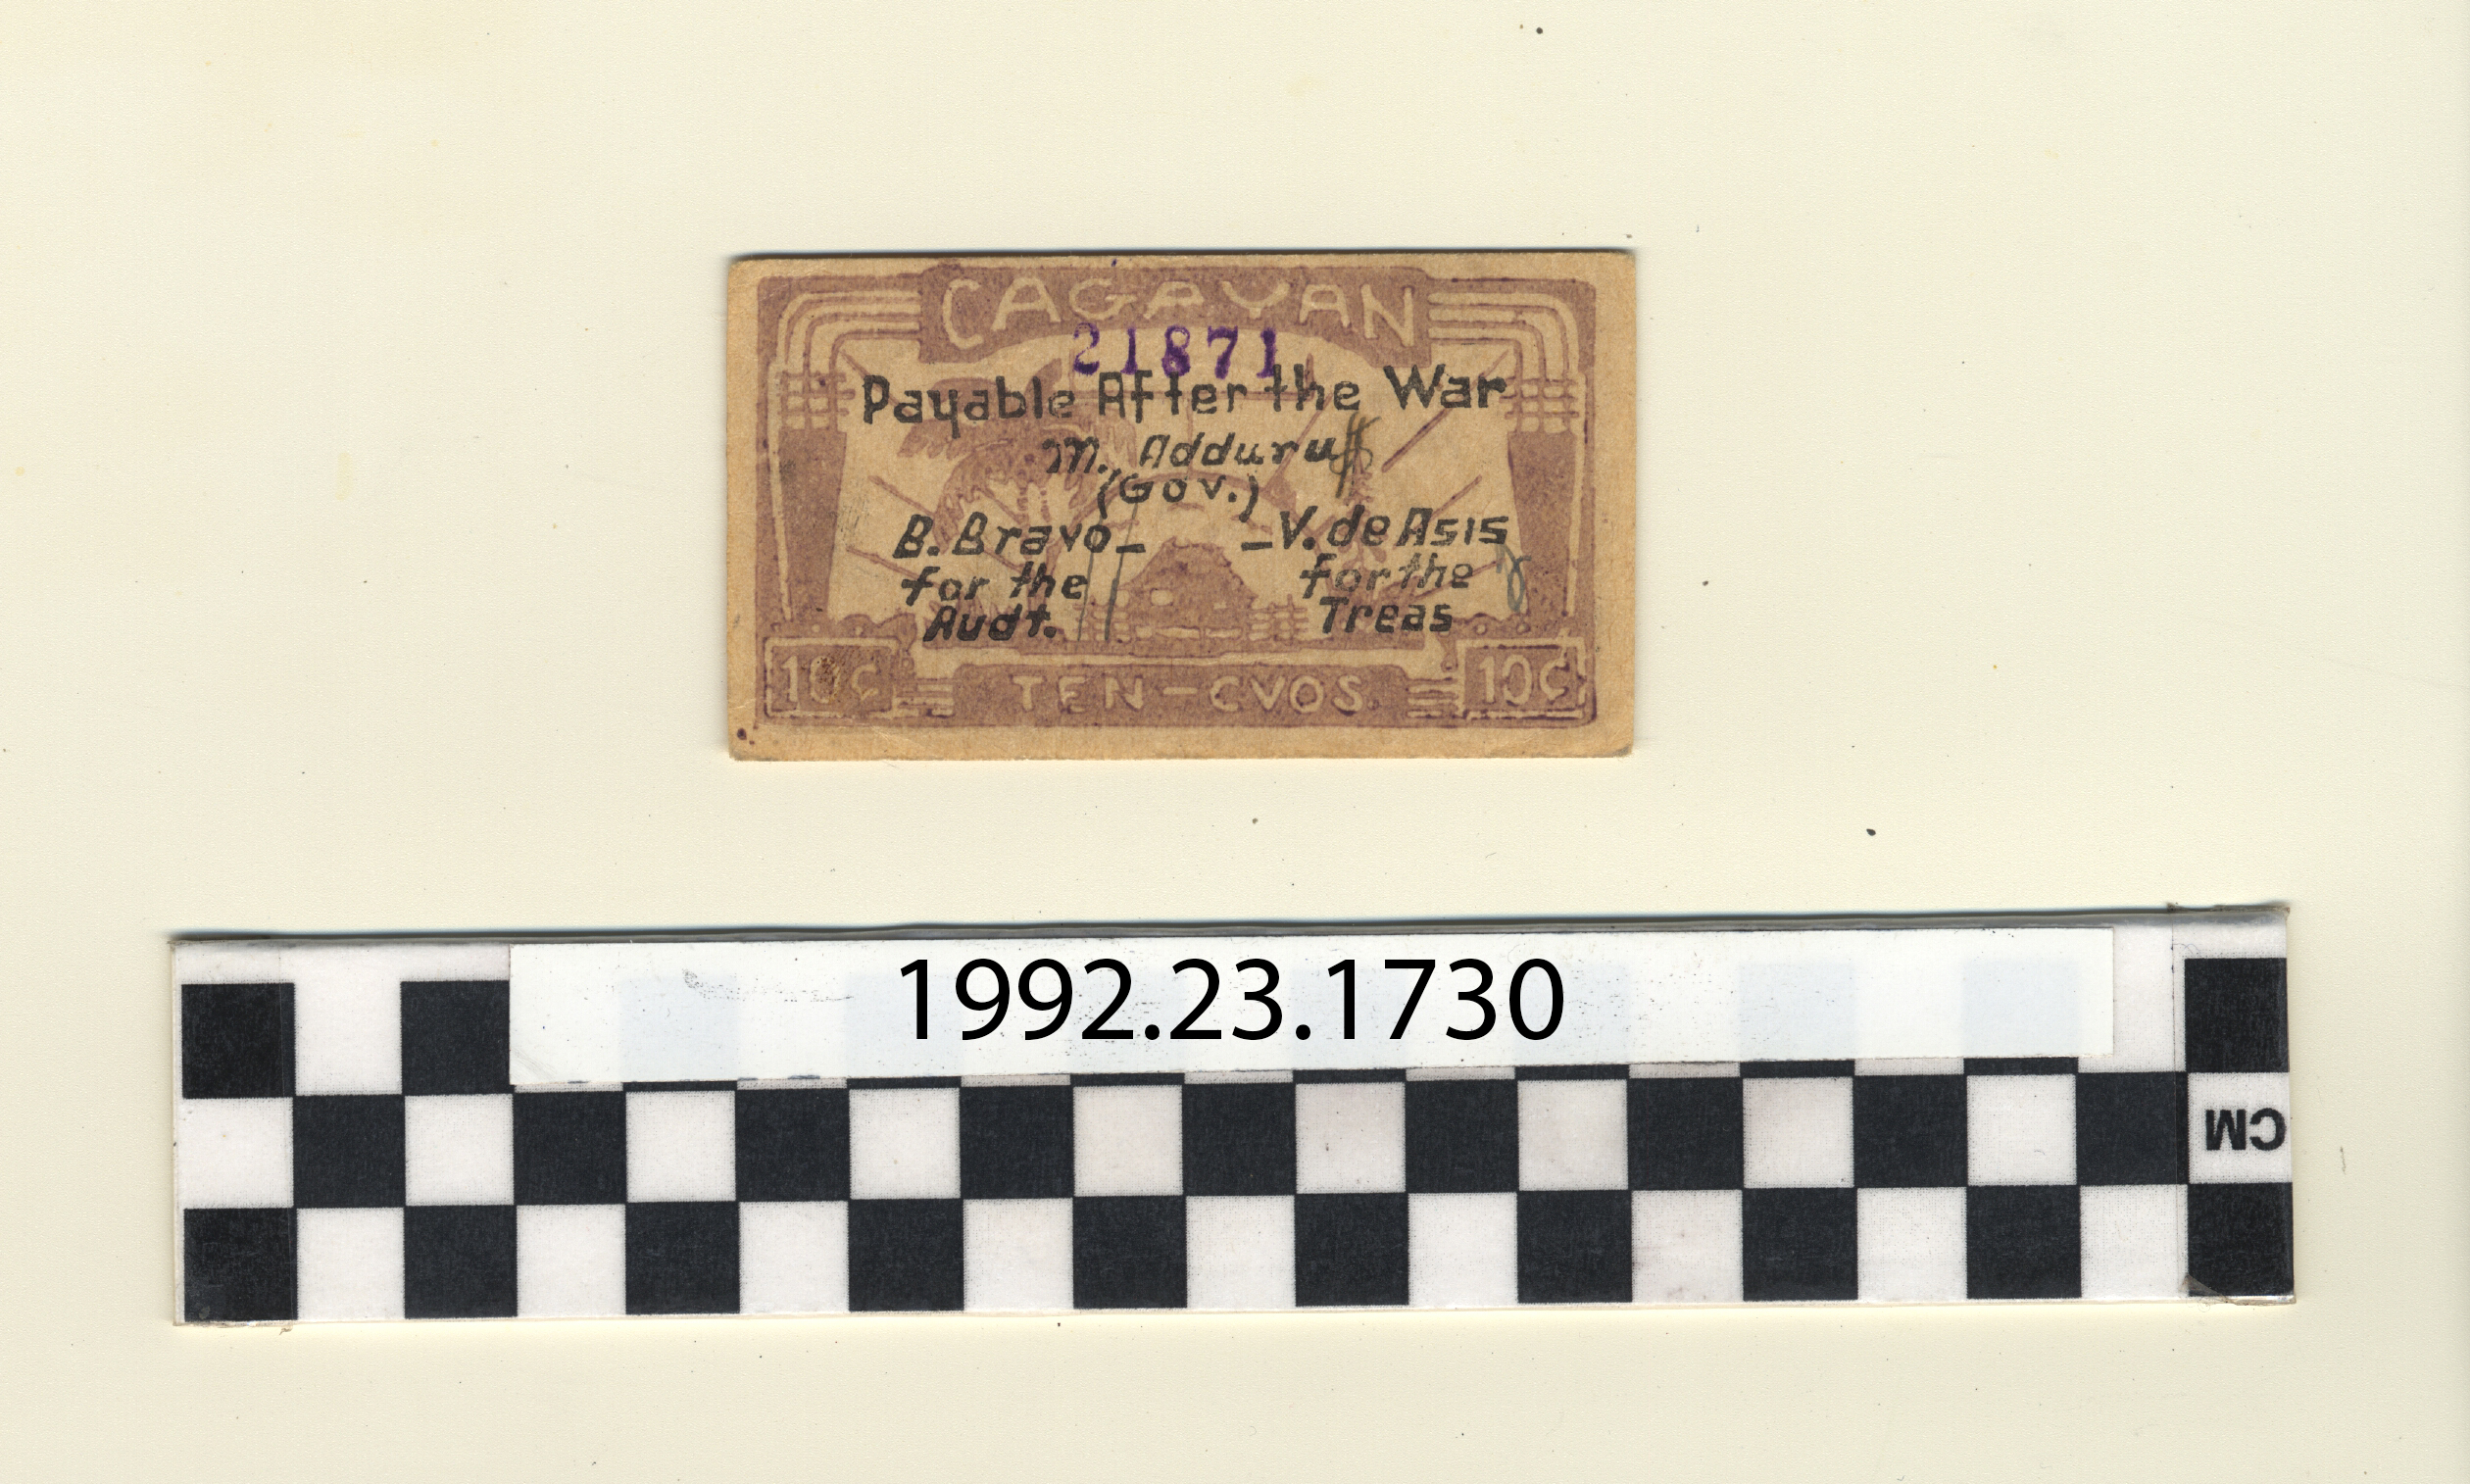 CAGAYAN
21871
Payable After the War
M. Adduru
(Gov.)
B. Bravo- -V. de Asis
for the for the
Audt. Treas
10¢ TEN-CVOS. 10¢
1992.23.1730
CM